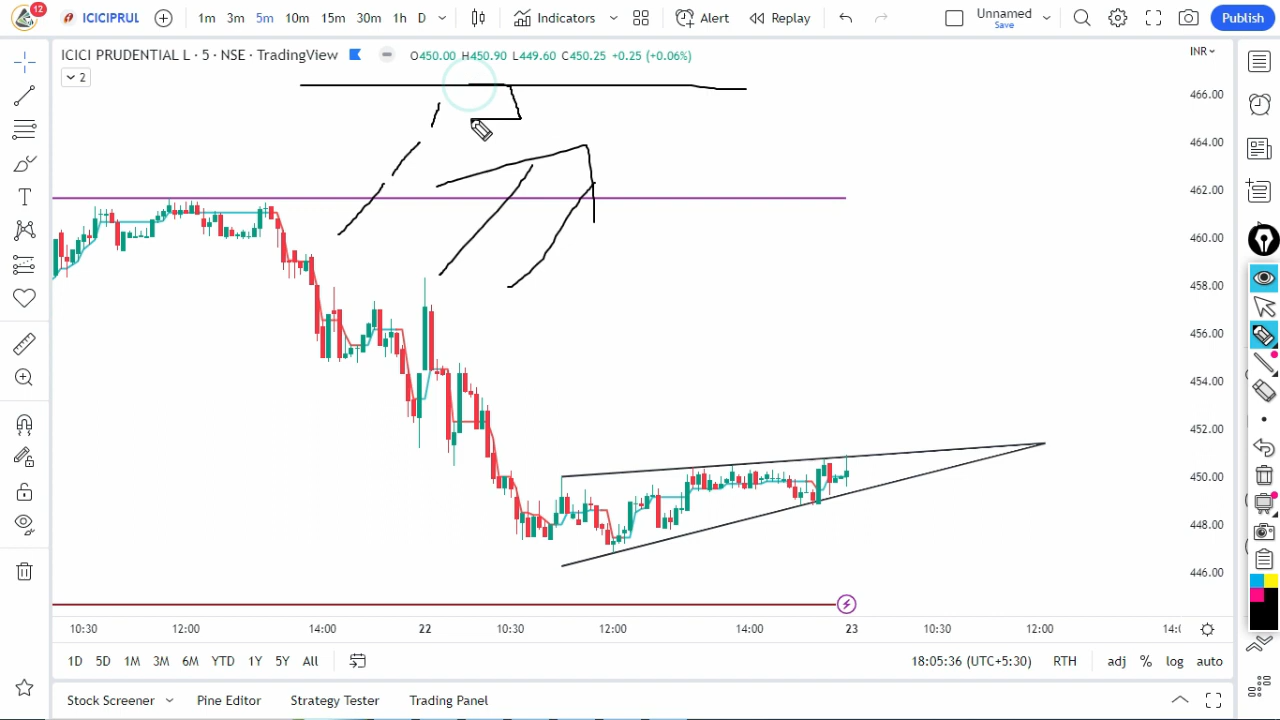 12 ICICIPRUL 1m 3m 5m 10m 15m 30m 1h D Indicators Alert Replay Unnamed Save Publish
ICICI PRUDENTIAL L · 5 · NSE · TradingView O450.00 H450.90 L449.60 C450.25 +0.25 (+0.06%) INR
2
466.00
464.00
462.00
460.00
458.00
456.00
454.00
452.00
450.00
448.00
446.00
10:30 12:00 14:00 22 10:30 12:00 14:00 23 10:30 12:00 14:(
1D 5D 1M 3M 6M YTD 1Y 5Y All 18:05:36 (UTC+5:30) RTH adj % log auto
Stock Screener Pine Editor Strategy Tester Trading Panel